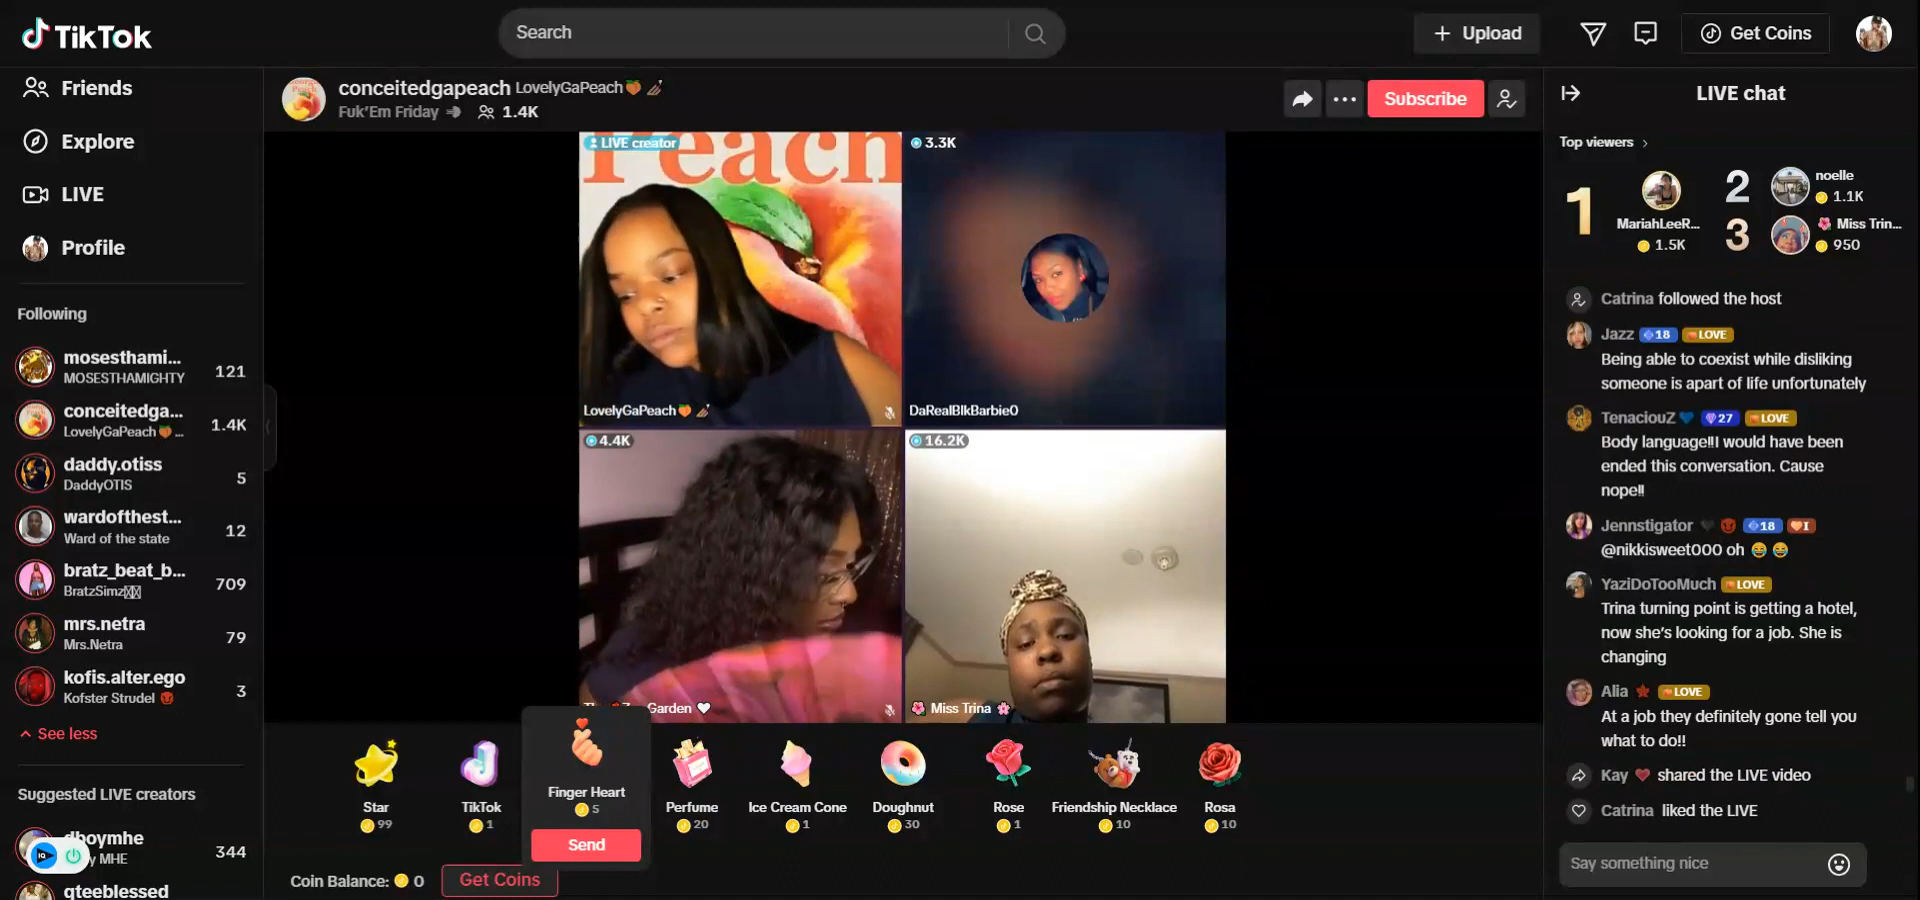 TikTok
Search
Upload
Get Coins
Friends
Explore
LIVE
Profile
Following
mosesthami...
MOSESTHAMIGHTY
121
conceitedga...
LovelyGaPeach🍑 ...
1.4K
daddy.otiss
DaddyOTIS
5
wardofthest...
Ward of the state
12
bratz_beat_b...
BratzSimz
709
mrs.netra
Mrs.Netra
79
kofis.alter.ego
Kofster Strudel
3
See less
Suggested LIVE creators
dboymhe
y MHE
344
qteeblessed
conceitedgapeach LovelyGaPeach🍑💅🏾
Fuk'Em Friday 💨 1.4K
Subscribe
Peach
LIVE creator
LovelyGaPeach🍑💅🏾
3.3K
DaRealBlkBarbie0
4.4K
Garden 🤍
16.2K
🌺 Miss Trina 🌸
Star
99
TikTok
1
Finger Heart
5
Send
Perfume
20
Ice Cream Cone
1
Doughnut
30
Rose
1
Friendship Necklace
10
Rosa
10
Coin Balance: 0
Get Coins
LIVE chat
Top viewers
1
MariahLeeR...
1.5K
2
noelle
1.1K
3
🌺 Miss Trin...
950
Catrina followed the host
Jazz 18 LOVE
Being able to coexist while disliking
someone is apart of life unfortunately
TenaciouZ 💙 27 LOVE
Body language!!I would have been
ended this conversation. Cause
nope!!
Jennstigator 🖤 😈 18 I
@nikkisweet000 oh 😂 😂
YaziDoTooMuch LOVE
Trina turning point is getting a hotel,
now she's looking for a job. She is
changing
Alia LOVE
At a job they definitely gone tell you
what to do!!
Kay ❤️ shared the LIVE video
Catrina liked the LIVE
Say something nice